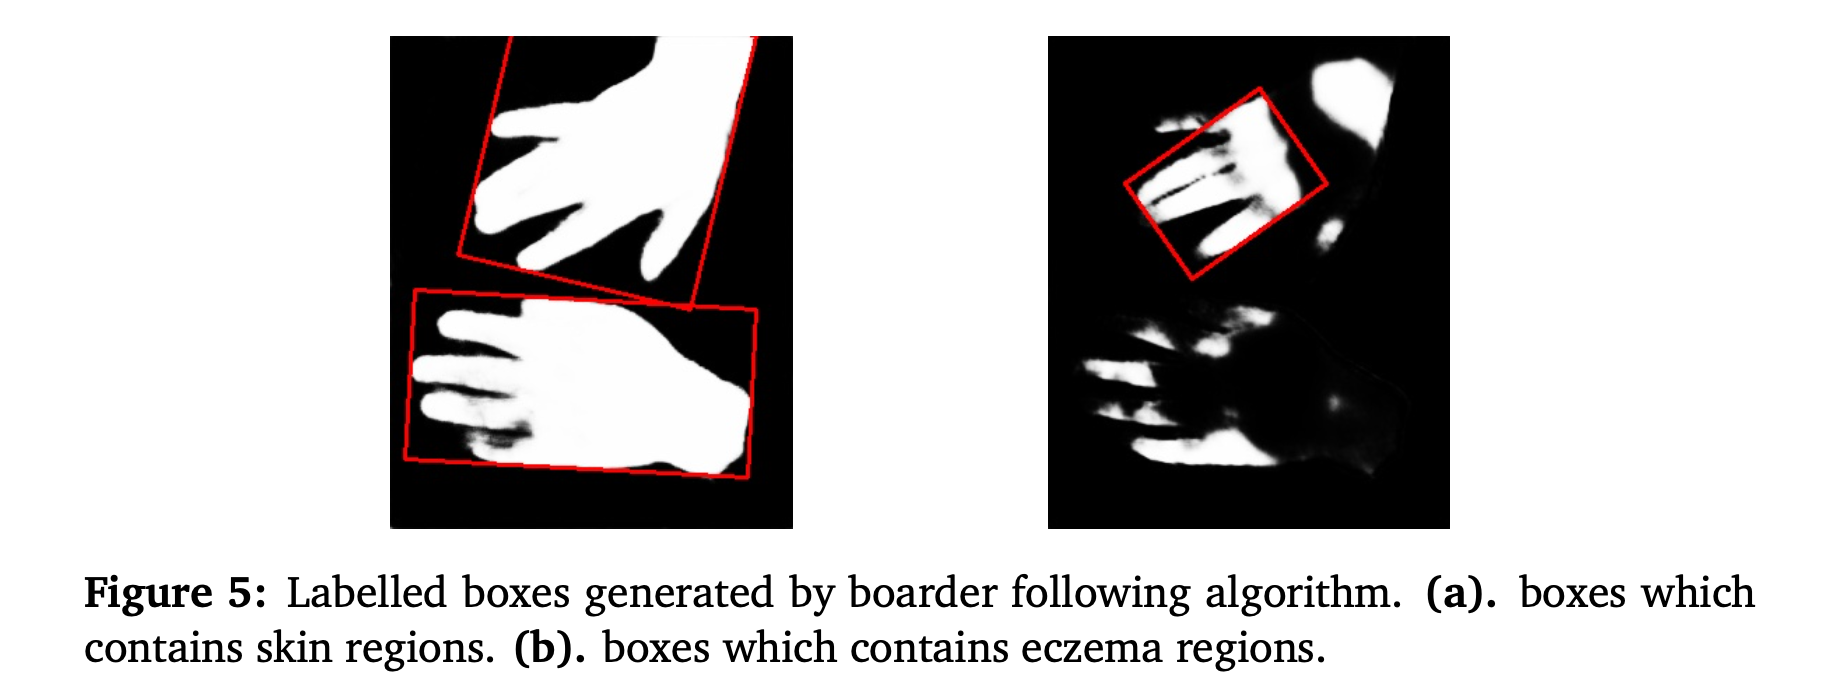 Figure 5: Labelled boxes generated by boarder following algorithm. (a). boxes which
contains skin regions. (b). boxes which contains eczema regions.